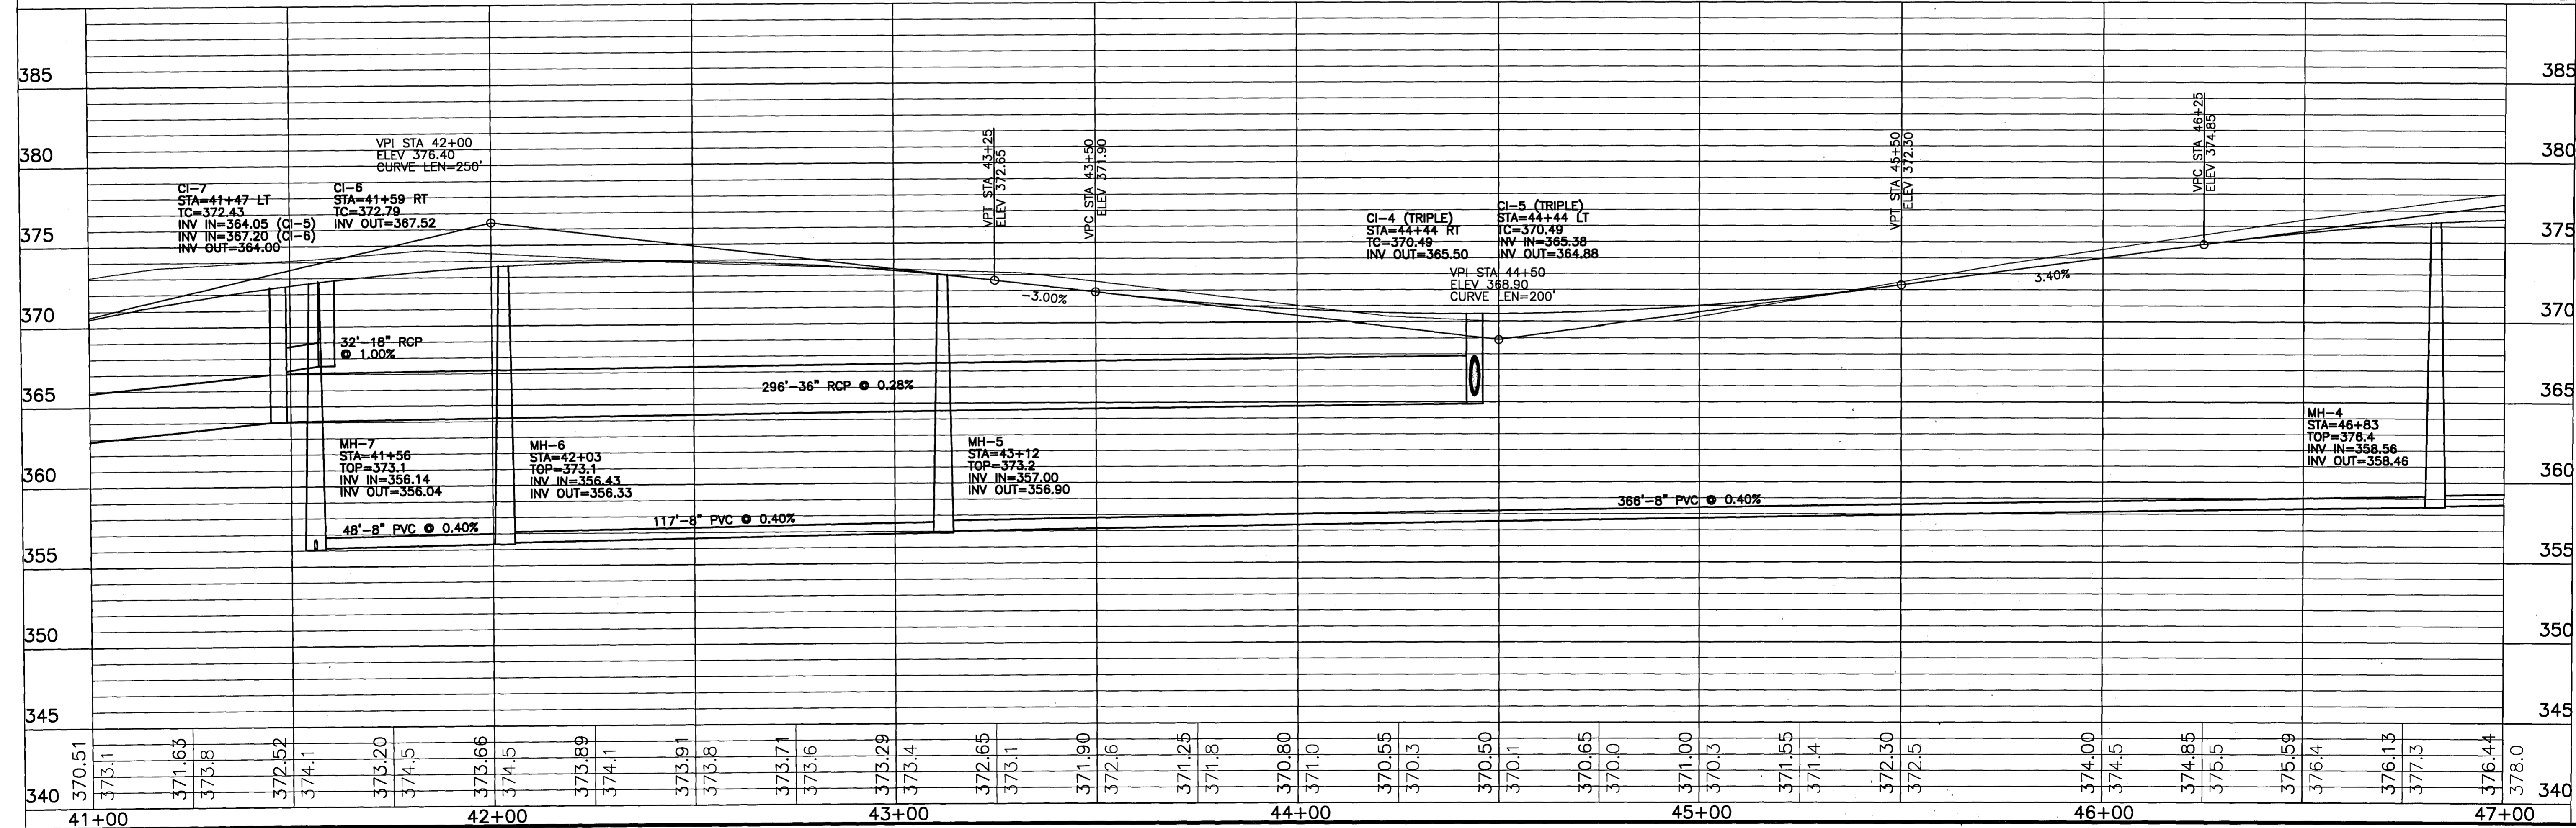 385
385
380
380
375
375
370
370
365
365
360
360
355
355
350
350
345
345
340
340
VPI STA 42+00
ELEV 376.40
CURVE LEN=250'
CI-7
STA=41+47 LT
TC=372.43
INV IN=364.05 (CI-5)
INV IN=367.20 (CI-6)
INV OUT=364.00
CI-6
STA=41+59 RT
TC=372.79
INV OUT=367.52
VPT STA 43+25
ELEV 372.65
VPC STA 43+50
ELEV 371.90
-3.00%
CI-4 (TRIPLE)
STA=44+44 RT
TC=370.49
INV OUT=365.50
CI-5 (TRIPLE)
STA=44+44 LT
TC=370.49
INV IN=365.38
INV OUT=364.88
VPI STA 44+50
ELEV 368.90
CURVE LEN=200'
VPT STA 45+50
ELEV 372.30
3.40%
VPC STA 46+25
ELEV 374.85
32'-18" RCP
@ 1.00%
296'-36" RCP @ 0.28%
MH-7
STA=41+56
TOP=373.1
INV IN=356.14
INV OUT=356.04
MH-6
STA=42+03
TOP=373.1
INV IN=356.43
INV OUT=356.33
MH-5
STA=43+12
TOP=373.2
INV IN=357.00
INV OUT=356.90
MH-4
STA=46+83
TOP=376.4
INV IN=358.56
INV OUT=358.46
48'-8" PVC @ 0.40%
117'-8" PVC @ 0.40%
366'-8" PVC @ 0.40%
370.51
373.1
371.63
373.8
372.52
374.1
373.20
374.5
373.66
374.5
373.89
374.1
373.91
373.8
373.71
373.6
373.29
373.4
372.65
373.1
371.90
372.6
371.25
371.8
370.80
371.0
370.55
370.3
370.50
370.1
370.65
370.0
371.00
370.3
371.55
371.4
372.30
372.5
374.00
374.5
374.85
375.5
375.59
376.4
376.13
377.3
376.44
378.0
41+00
42+00
43+00
44+00
45+00
46+00
47+00